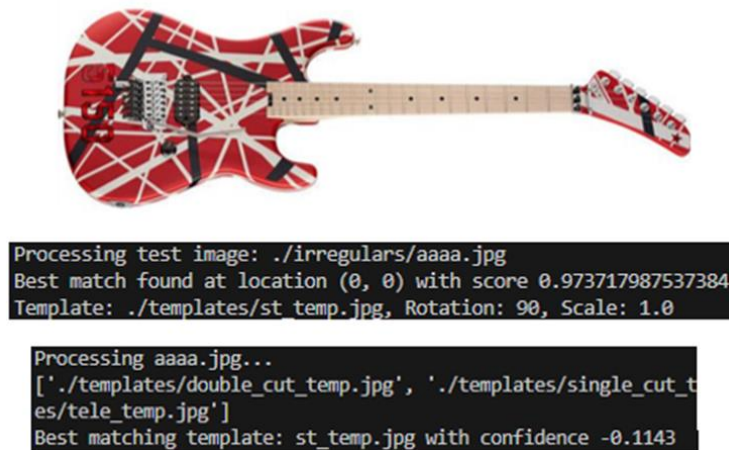 5150
Processing test image: ./irregulars/aaaa.jpg
Best match found at location (0, 0) with score 0.973717987537384
Template: ./templates/st_temp.jpg, Rotation: 90, Scale: 1.0
Processing aaaa.jpg...
['./templates/double_cut_temp.jpg', './templates/single_cut_t
es/tele_temp.jpg']
Best matching template: st_temp.jpg with confidence -0.1143